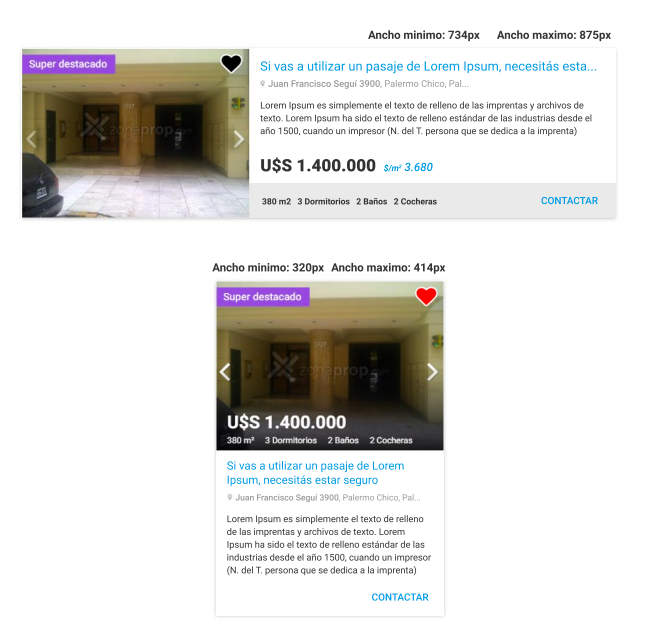 Ancho minimo: 734px Ancho maximo: 875px
Super destacado
zonaprop.com
Si vas a utilizar un pasaje de Lorem Ipsum, necesitás esta...
Juan Francisco Seguí 3900, Palermo Chico, Pal...
Lorem Ipsum es simplemente el texto de relleno de las imprentas y archivos de
texto. Lorem Ipsum ha sido el texto de relleno estándar de las industrias desde el
año 1500, cuando un impresor (N. del T. persona que se dedica a la imprenta)
U$S 1.400.000 $/m² 3.680
380 m2 3 Dormitorios 2 Baños 2 Cocheras CONTACTAR
Ancho minimo: 320px Ancho maximo: 414px
Super destacado
zonaprop.com
U$S 1.400.000
380 m² 3 Dormitorios 2 Baños 2 Cocheras
Si vas a utilizar un pasaje de Lorem
Ipsum, necesitás estar seguro
Juan Francisco Seguí 3900, Palermo Chico, Pal...
Lorem Ipsum es simplemente el texto de relleno
de las imprentas y archivos de texto. Lorem
Ipsum ha sido el texto de relleno estándar de las
industrias desde el año 1500, cuando un impresor
(N. del T. persona que se dedica a la imprenta)
CONTACTAR